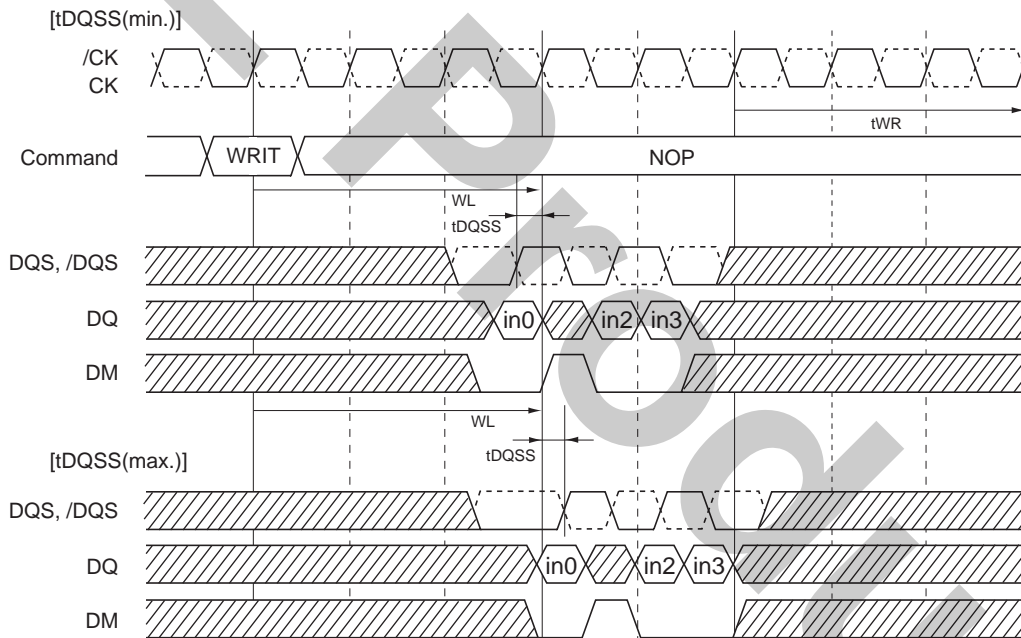 [tDQSS(min.)]
/CK
CK
tWR
Command WRIT NOP
WL
tDQSS
DQS, /DQS
DQ in0 in2 in3
DM
WL
tDQSS
[tDQSS(max.)]
DQS, /DQS
DQ in0 in2 in3
DM